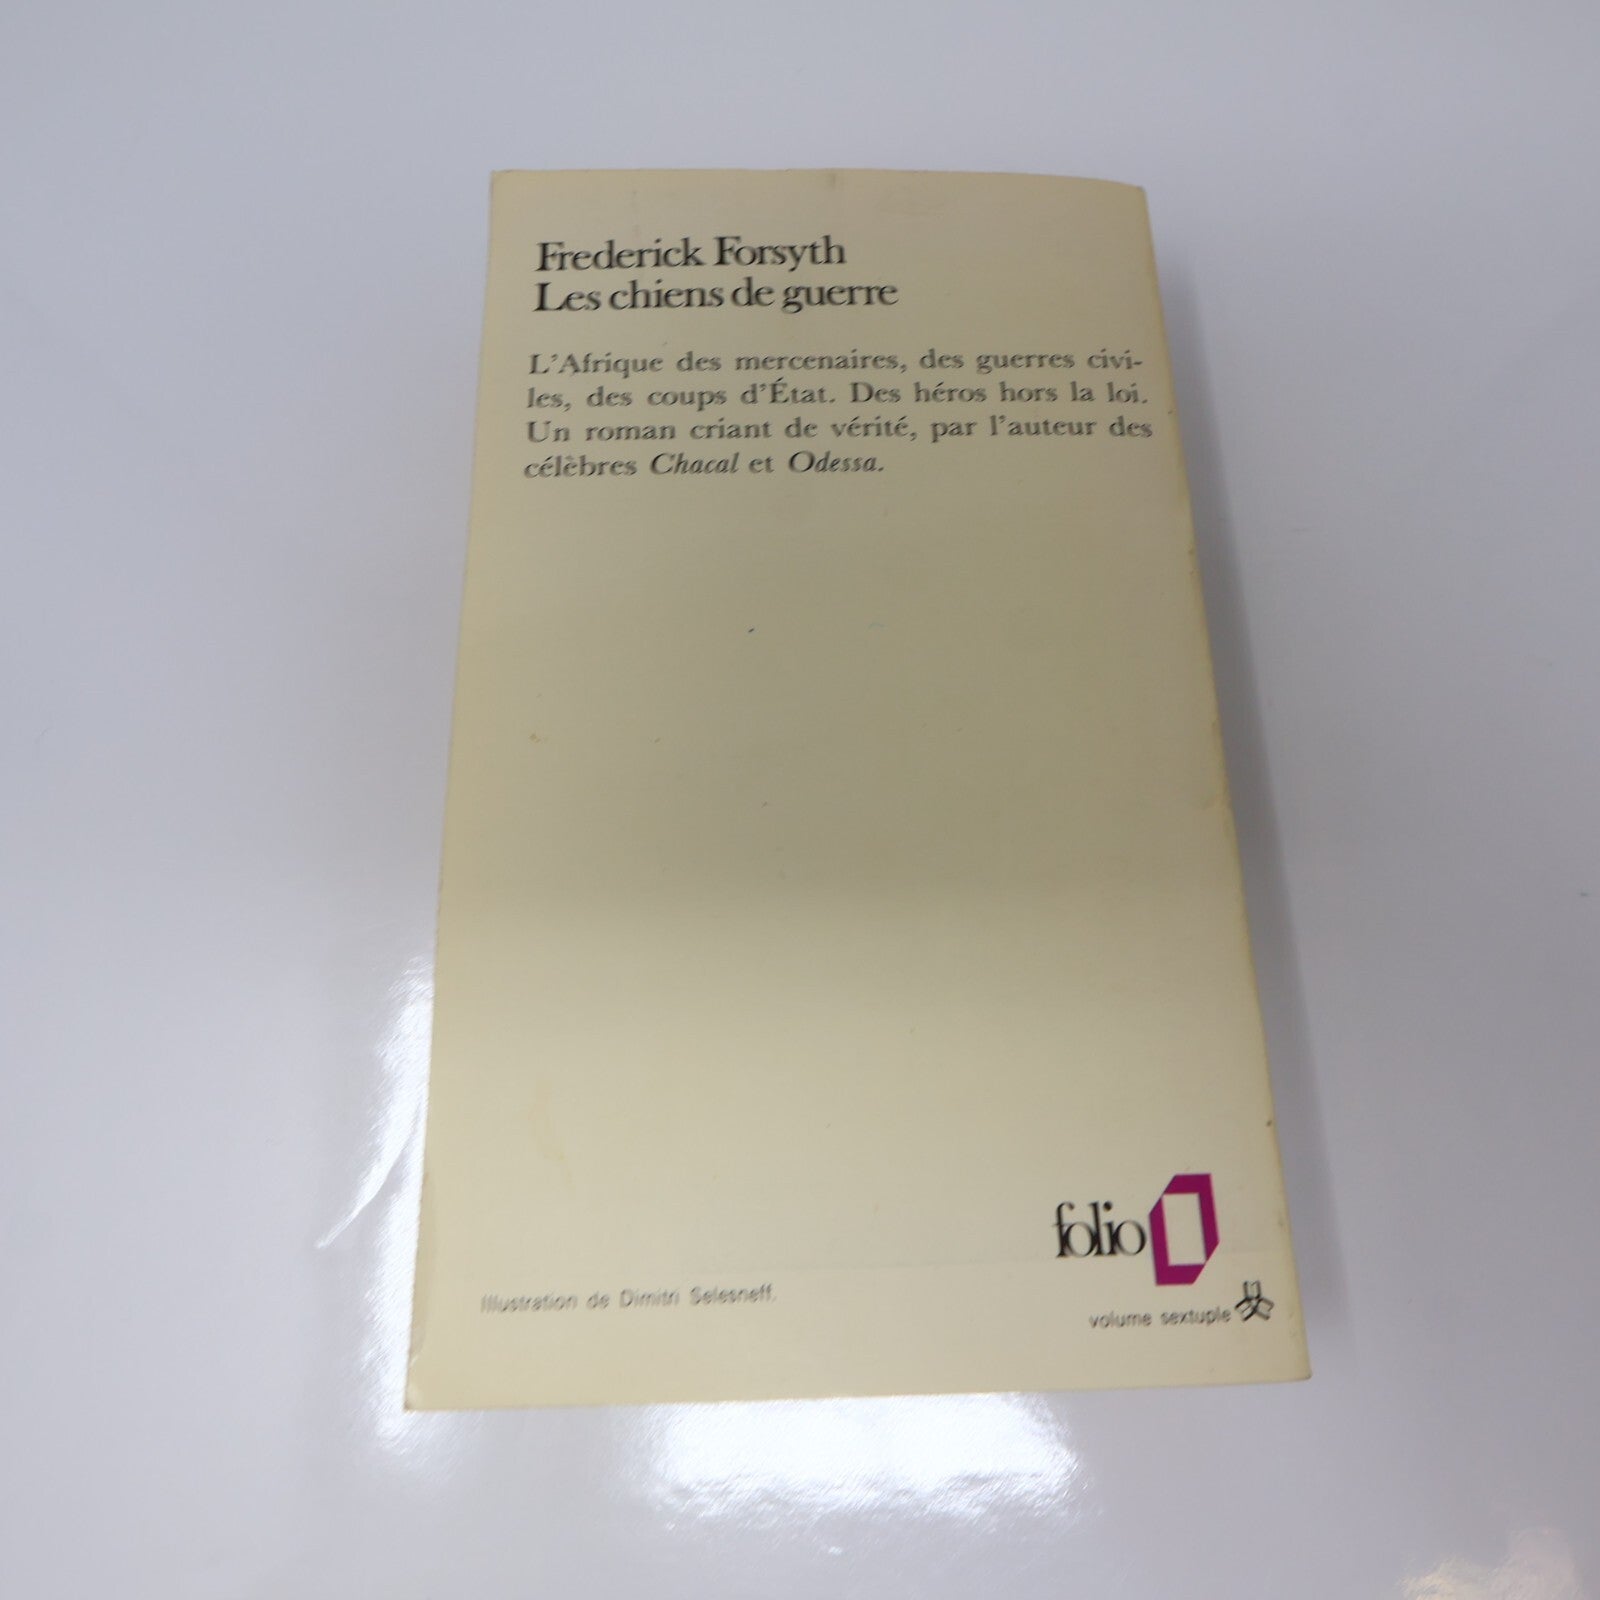 Frederick Forsyth
Les chiens de guerre
L'Afrique des mercenaires, des guerres civi-
les, des coups d'État. Des héros hors la loi.
Un roman criant de vérité, par l'auteur des
célèbres Chacal et Odessa.
folio
Illustration de Dimitri Selesneff.
volume sextuple